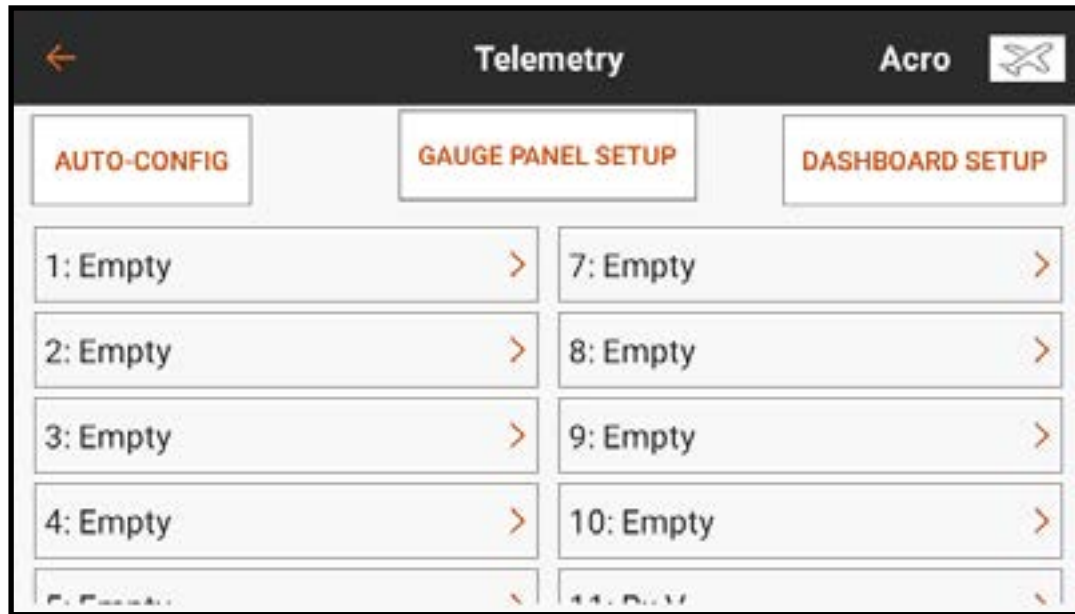 Telemetry Acro
AUTO-CONFIG GAUGE PANEL SETUP DASHBOARD SETUP
1: Empty 7: Empty
2: Empty 8: Empty
3: Empty 9: Empty
4: Empty 10: Empty